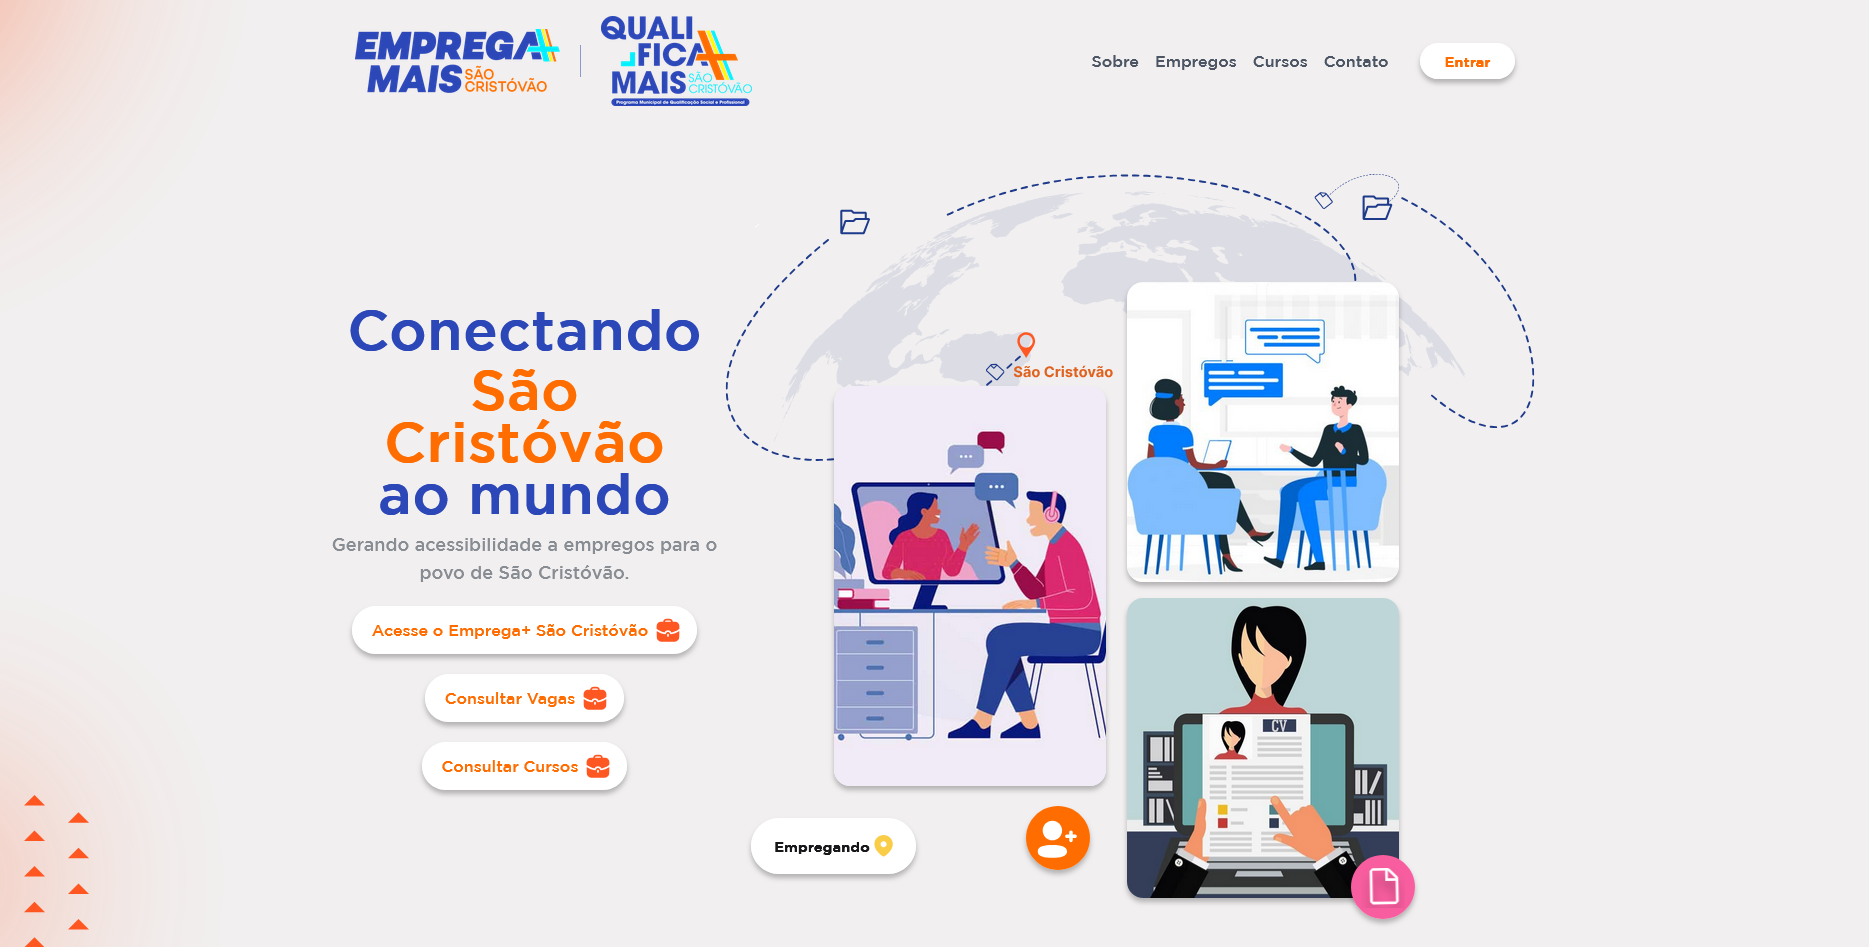 EMPREGA+
MAIS SÃO CRISTÓVÃO
QUALI
FICA+
MAIS SÃO CRISTÓVÃO
Programa Municipal de Qualificação Social e Profissional
Sobre Empregos Cursos Contato Entrar
Conectando
São
Cristóvão
ao mundo
Gerando acessibilidade a empregos para o
povo de São Cristóvão.
Acesse o Emprega+ São Cristóvão
Consultar Vagas
Consultar Cursos
São Cristóvão
CV
Empregando